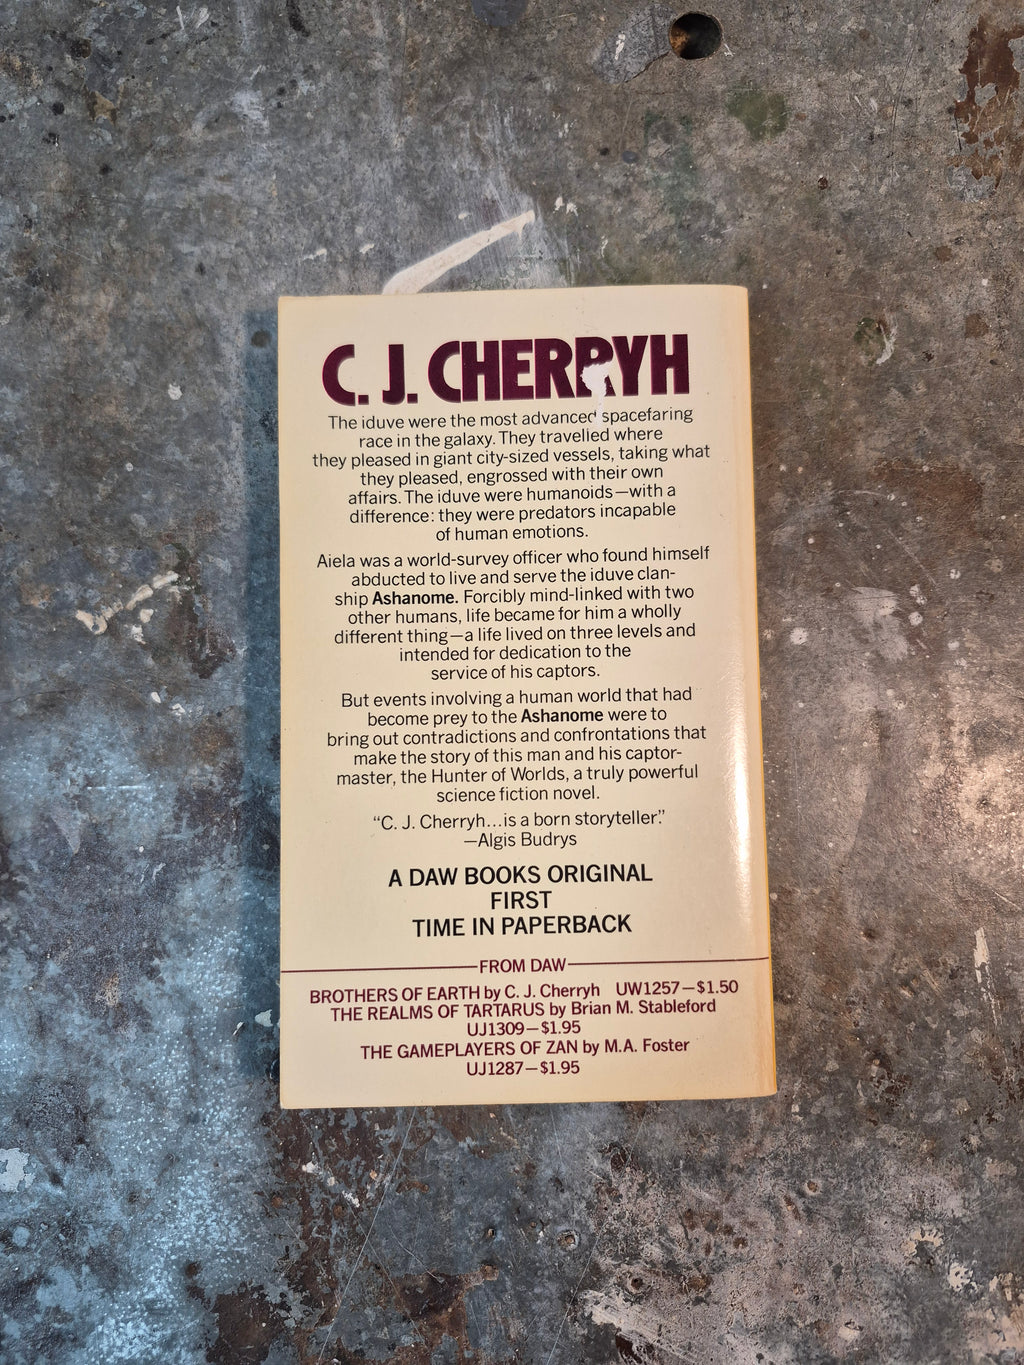 C. J. CHERRYH
The iduve were the most advanced spacefaring
race in the galaxy. They travelled where
they pleased in giant city-sized vessels, taking what
they pleased, engrossed with their own
affairs. The iduve were humanoids—with a
difference: they were predators incapable
of human emotions.
Aiela was a world-survey officer who found himself
abducted to live and serve the iduve clan-
ship Ashanome. Forcibly mind-linked with two
other humans, life became for him a wholly
different thing—a life lived on three levels and
intended for dedication to the
service of his captors.
But events involving a human world that had
become prey to the Ashanome were to
bring out contradictions and confrontations that
make the story of this man and his captor-
master, the Hunter of Worlds, a truly powerful
science fiction novel.
“C. J. Cherryh...is a born storyteller.”
—Algis Budrys
A DAW BOOKS ORIGINAL
FIRST
TIME IN PAPERBACK
FROM DAW
BROTHERS OF EARTH by C. J. Cherryh UW1257—$1.50
THE REALMS OF TARTARUS by Brian M. Stableford
UJ1309—$1.95
THE GAMEPLAYERS OF ZAN by M.A. Foster
UJ1287—$1.95